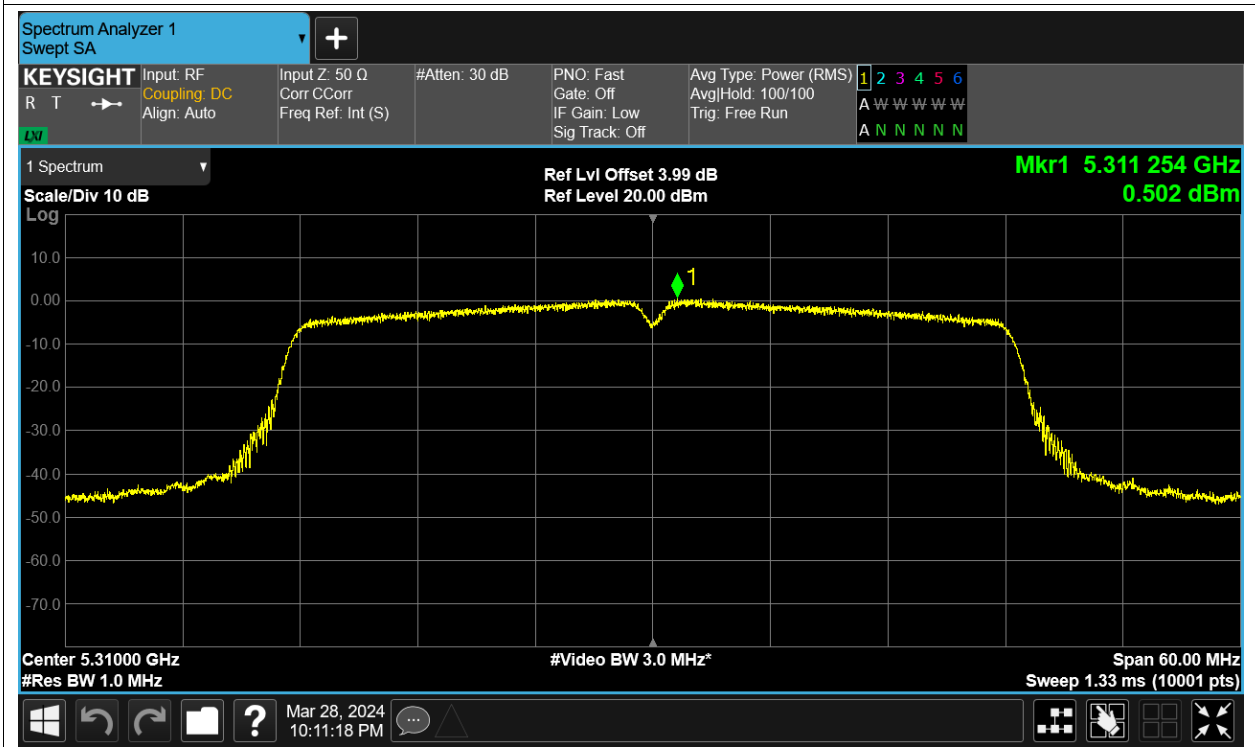 Spectrum Analyzer 1
Swept SA
KEYSIGHT
R T
LXI
Input: RF
Coupling: DC
Align: Auto
Input Z: 50 Ω
Corr CCorr
Freq Ref: Int (S)
#Atten: 30 dB
PNO: Fast
Gate: Off
IF Gain: Low
Sig Track: Off
Avg Type: Power (RMS)
Avg|Hold: 100/100
Trig: Free Run
1 2 3 4 5 6
A W W W W W
A N N N N N
1 Spectrum
Scale/Div 10 dB
Log
Ref Lvl Offset 3.99 dB
Ref Level 20.00 dBm
Mkr1 5.311 254 GHz
0.502 dBm
1
10.0
0.00
-10.0
-20.0
-30.0
-40.0
-50.0
-60.0
-70.0
Center 5.31000 GHz
#Res BW 1.0 MHz
#Video BW 3.0 MHz*
Span 60.00 MHz
Sweep 1.33 ms (10001 pts)
?
Mar 28, 2024
10:11:18 PM